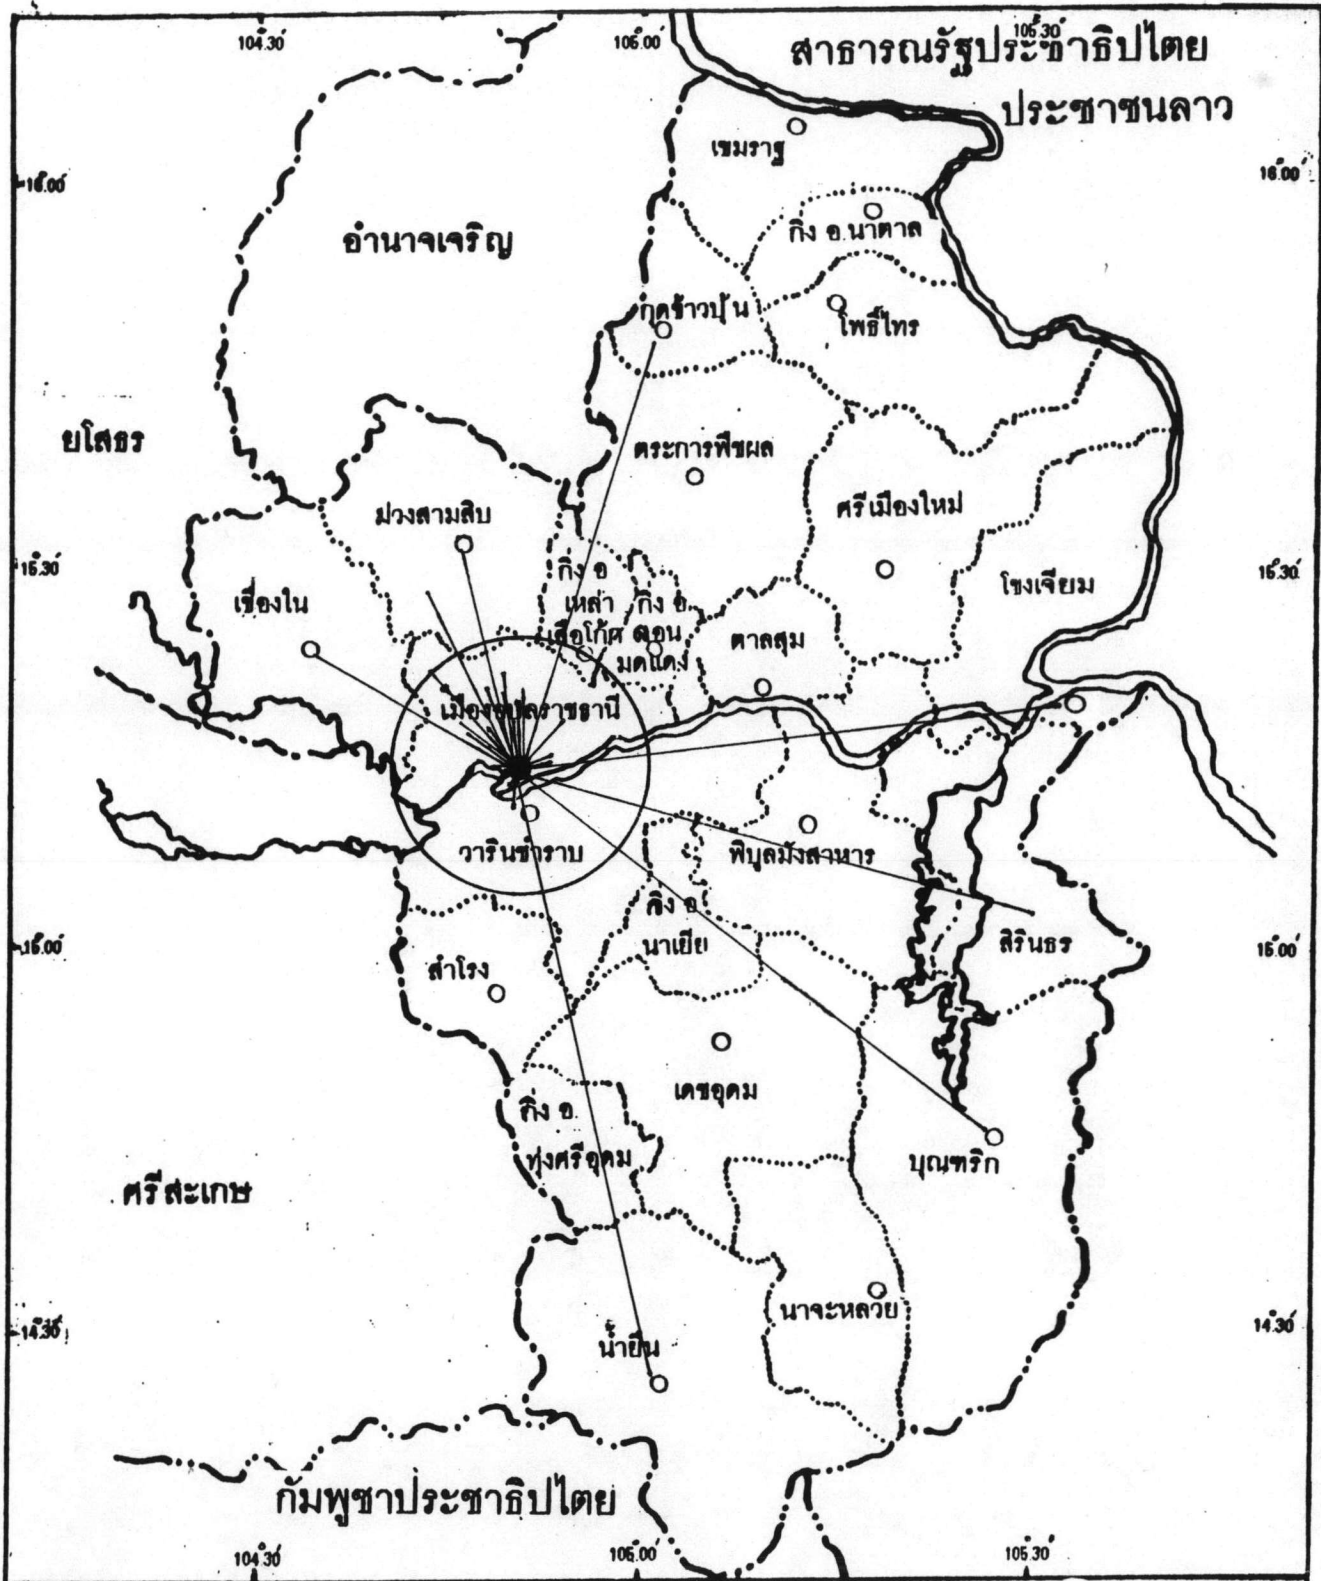 104°30′
105°00′
105°30′
สาธารณรัฐประชาธิปไตย
ประชาชนลาว
เขมราฐ
16°00′
16°00′
กิ่ง อ.นาตาล
อำนาจเจริญ
กุดข้าวปุ้น
โพธิ์ไทร
ยโสธร
ตระการพืชผล
ม่วงสามสิบ
ศรีเมืองใหม่
15°30′
15°30′
กิ่ง อ
เหล่า
เสือโก้ก
กิ่ง อ.
ดอน
มดแดง
เขื่องใน
โขงเจียม
ตาลสุม
เมืองอุบลราชธานี
วารินชำราบ
พิบูลมังสาหาร
กิ่ง อ.
นาเยีย
15°00′
15°00′
สำโรง
สิรินธร
เดชอุดม
กิ่ง อ.
ทุ่งศรีอุดม
บุณฑริก
ศรีสะเกษ
นาจะหลวย
14°30′
14°30′
น้ำยืน
กัมพูชาประชาธิปไตย
104°30′
105°00′
105°30′